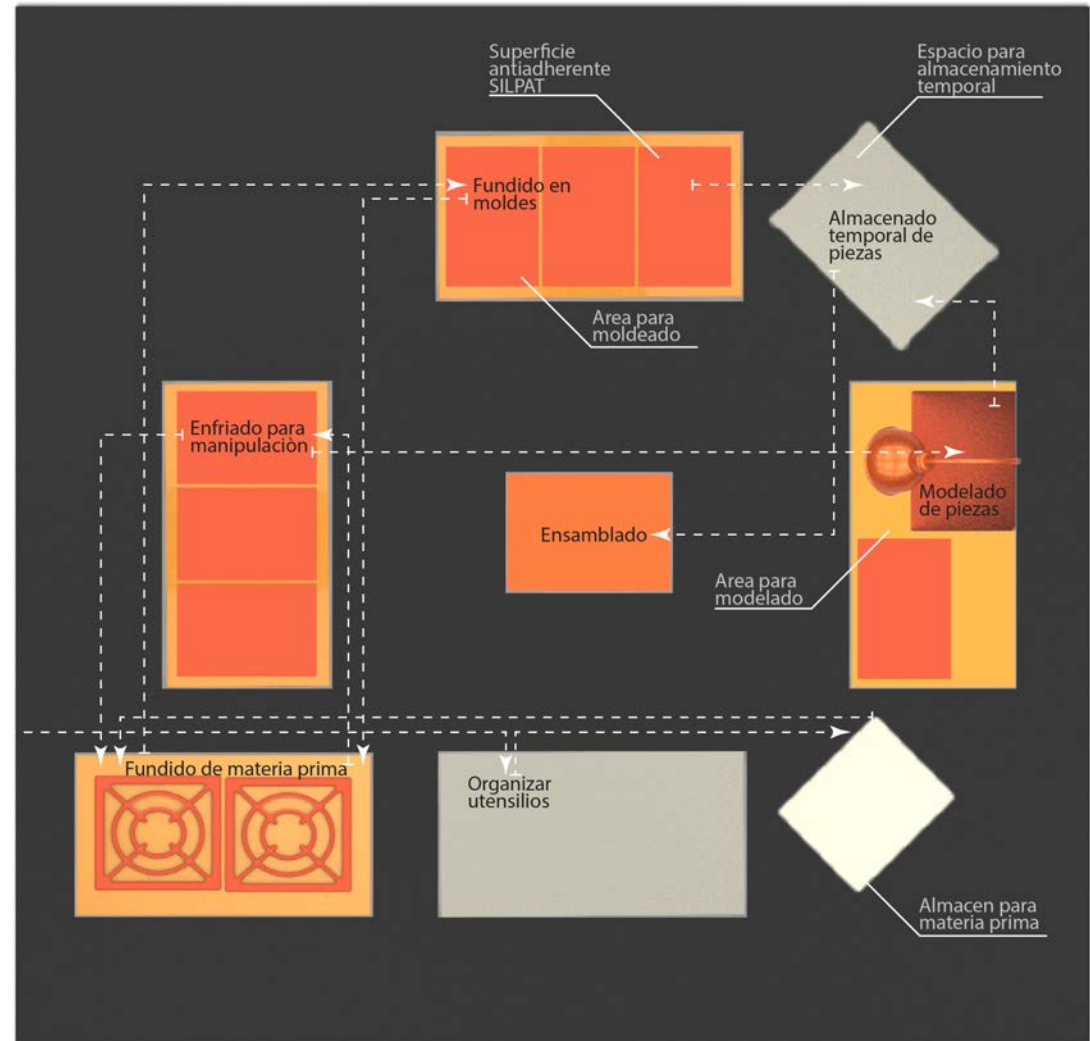 Superficie
antiadherente
SILPAT
Espacio para
almacenamiento
temporal
Fundido en
moldes
Almacenado
temporal de
piezas
Area para
moldeado
Enfriado para
manipulaciòn
Modelado
de piezas
Ensamblado
Area para
modelado
Fundido de materia prima
Organizar
utensilios
Almacen para
materia prima